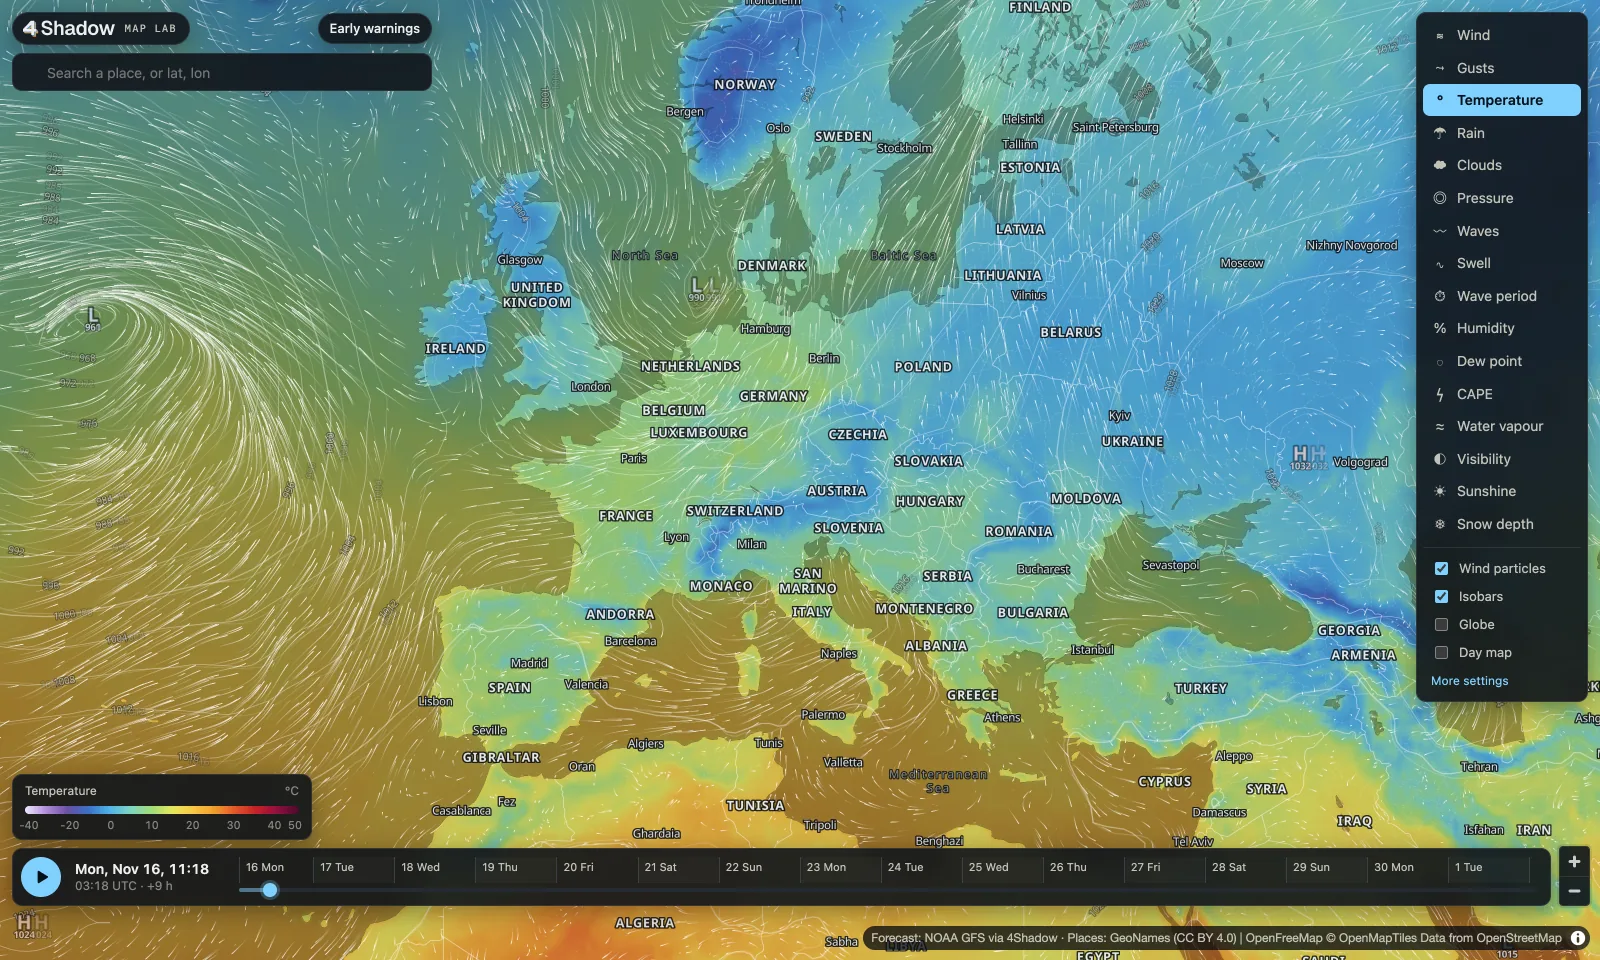 4Shadow MAP LAB
Early warnings
Search a place, or lat, lon
Wind
Gusts
Temperature
Rain
Clouds
Pressure
Waves
Swell
Wave period
Humidity
Dew point
CAPE
Water vapour
Visibility
Sunshine
Snow depth
Wind particles
Isobars
Globe
Day map
More settings
FINLAND
NORWAY
Bergen
Oslo
SWEDEN
Stockholm
Helsinki
Saint Petersburg
Tallinn
ESTONIA
LATVIA
Nizhny Novgorod
Moscow
Glasgow
North Sea
Baltic Sea
DENMARK
LITHUANIA
Vilnius
UNITED
KINGDOM
L
961
L
990
Hamburg
BELARUS
IRELAND
NETHERLANDS
Berlin
POLAND
London
GERMANY
BELGIUM
LUXEMBOURG
CZECHIA
Kyiv
UKRAINE
Paris
SLOVAKIA
H
1032
Volgograd
AUSTRIA
HUNGARY
MOLDOVA
FRANCE
SWITZERLAND
SLOVENIA
ROMANIA
Lyon
Milan
Sevastopol
SAN
MARINO
SERBIA
Bucharest
MONACO
ANDORRA
ITALY
MONTENEGRO
BULGARIA
GEORGIA
Barcelona
Naples
ALBANIA
Istanbul
ARMENIA
Madrid
SPAIN
Valencia
GREECE
TURKEY
Lisbon
Palermo
Athens
Seville
Algiers
Tunis
GIBRALTAR
Oran
Valletta
Mediterranean
Sea
CYPRUS
Aleppo
SYRIA
Tehran
Casablanca
Fez
TUNISIA
Damascus
Ghardaia
Tripoli
IRAQ
Isfahan
IRAN
Benghazi
Tel Aviv
Temperature °C
-40 -20 0 10 20 30 40 50
Mon, Nov 16, 11:18
03:18 UTC · +9 h
16 Mon 17 Tue 18 Wed 19 Thu 20 Fri 21 Sat 22 Sun 23 Mon 24 Tue 25 Wed 26 Thu 27 Fri 28 Sat 29 Sun 30 Mon 1 Tue
+
−
H
1024
ALGERIA
Sabha
EGYPT
1015
Forecast: NOAA GFS via 4Shadow · Places: GeoNames (CC BY 4.0) | OpenFreeMap © OpenMapTiles Data from OpenStreetMap